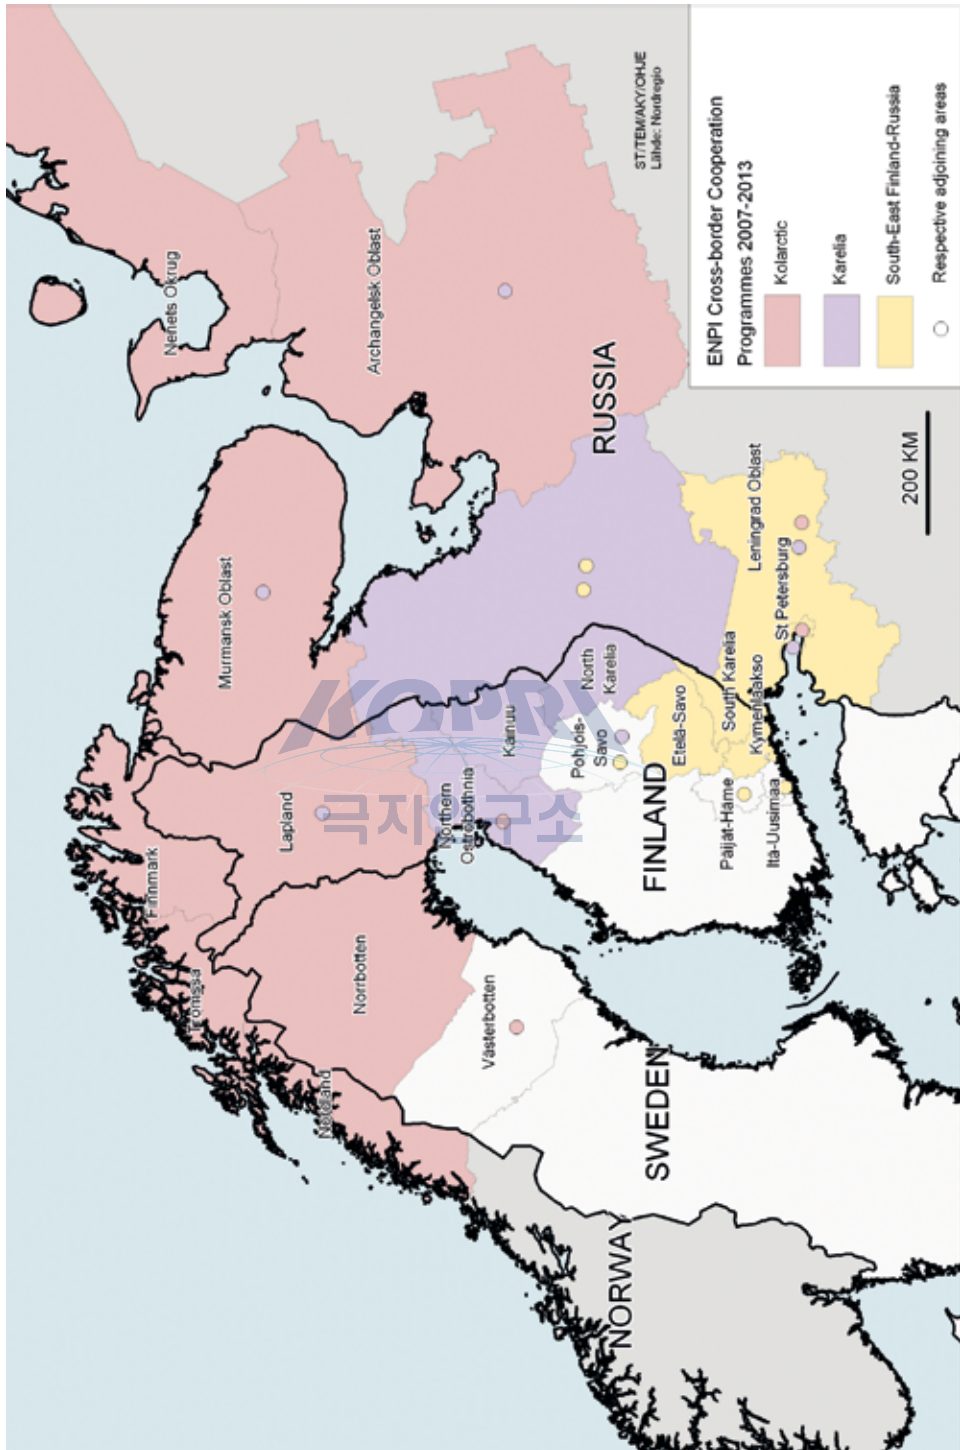 Nenets Okrug
Archangelsk Oblast
Murmansk Oblast
RUSSIA
Finnmark
Lapland
Norrbotten
Nordland
Västerbotten
Northern
Ostrobothnia
Kainuu
North
Karelia
Pohjois-
Savo
Etelä-Savo
South Karelia
Leningrad Oblast
St Petersburg
Päijät-Häme
Itä-Uusimaa
FINLAND
SWEDEN
NORWAY
KOPRI
극지연구소
ST/TEM/AKY/OHJE
Lähde: Nordregio
ENPI Cross-border Cooperation
Programmes 2007-2013
Kolarctic
Karelia
South-East Finland-Russia
Respective adjoining areas
200 KM